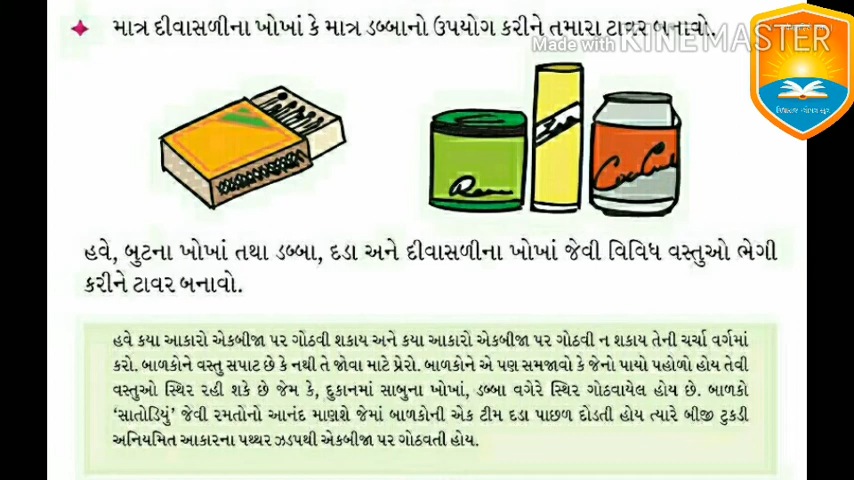 માત્ર દીવાસળીના ખોખાં કે માત્ર ડબ્બાનો ઉપયોગ કરીને તમારા ટાવર બનાવો.
Made with KINEMASTER
હવે, બુટના ખોખાં તથા ડબ્બા, દડા અને દીવાસળીના ખોખાં જેવી વિવિધ વસ્તુઓ ભેગી
કરીને ટાવર બનાવો.
હવે કયા આકારો એકબીજા પર ગોઠવી શકાય અને કયા આકારો એકબીજા પર ગોઠવી ન શકાય તેની ચર્ચા વર્ગમાં
કરો. બાળકોને વસ્તુ સપાટ છે કે નથી તે જોવા માટે પ્રેરો. બાળકોને એ પણ સમજાવો કે જેનો પાયો પહોળો હોય તેવી
વસ્તુઓ સ્થિર રહી શકે છે જેમ કે, દુકાનમાં સાબુના ખોખાં, ડબ્બા વગેરે સ્થિર ગોઠવાયેલ હોય છે. બાળકો
‘સાતોડિયું’ જેવી રમતોનો આનંદ માણશે જેમાં બાળકોની એક ટીમ દડા પાછળ દોડતી હોય ત્યારે બીજી ટુકડી
અનિયમિત આકારના પથ્થર ઝડપથી એકબીજા પર ગોઠવતી હોય.